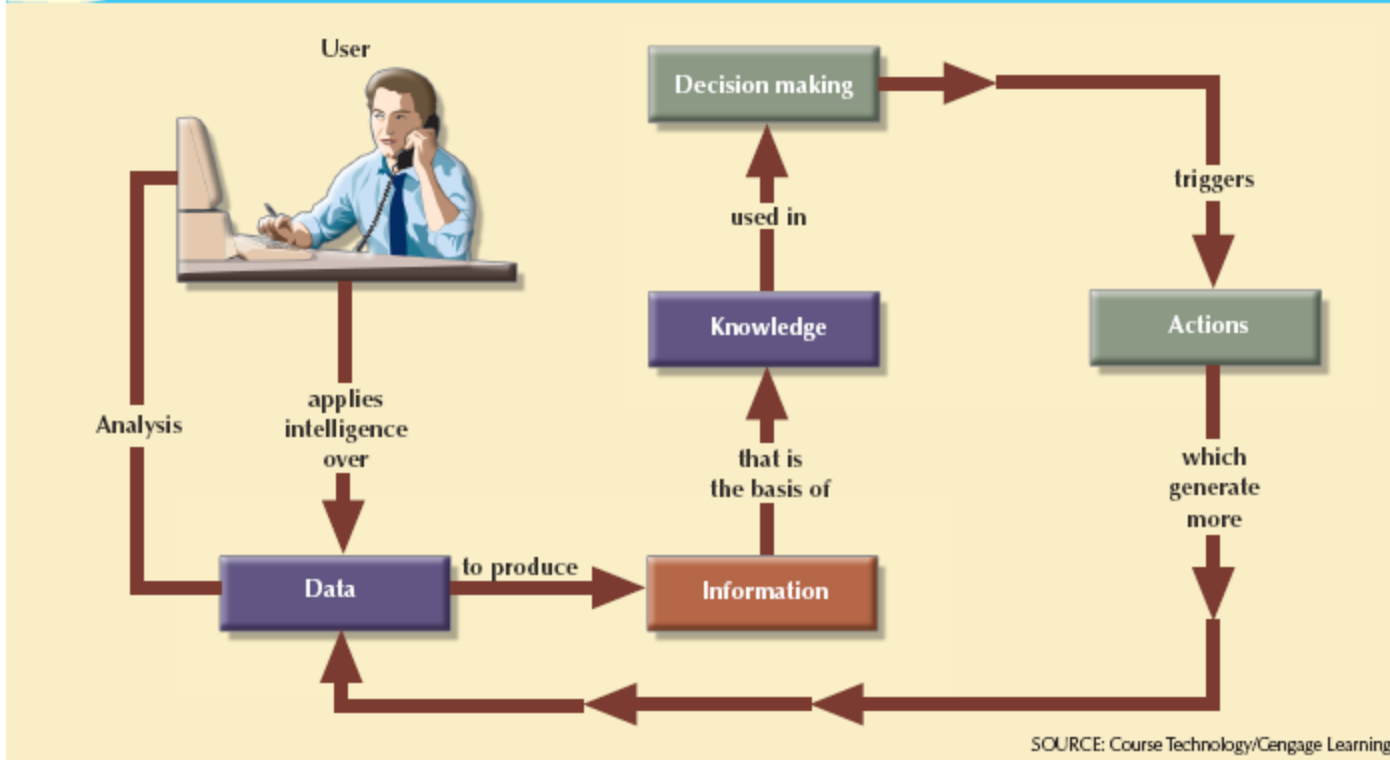 User
Decision making
triggers
used in
Knowledge
Actions
Analysis
applies
intelligence
over
that is
the basis of
which
generate
more
Data
to produce
Information
SOURCE: Course Technology/Cengage Learning